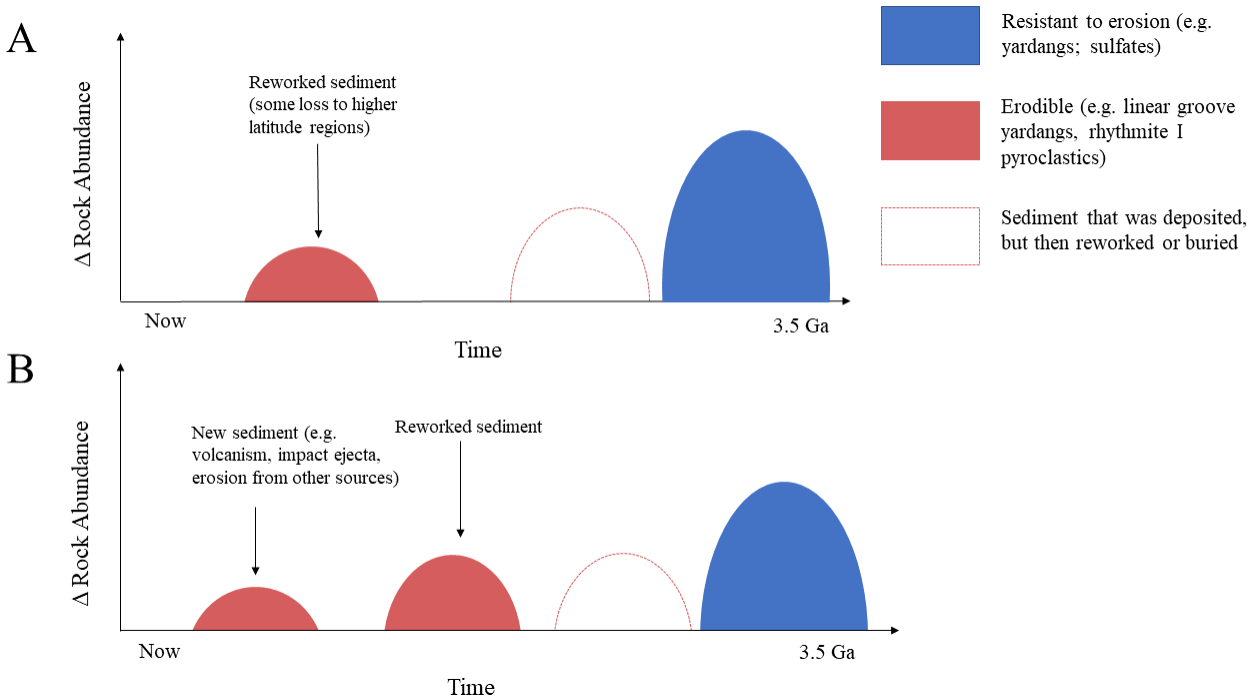 A
Δ Rock Abundance
Reworked sediment
(some loss to higher
latitude regions)
Now
3.5 Ga
Time
Resistant to erosion (e.g.
yardangs; sulfates)
Erodible (e.g. linear groove
yardangs, rhythmite I
pyroclastics)
Sediment that was deposited,
but then reworked or buried
B
Δ Rock Abundance
New sediment (e.g.
volcanism, impact ejecta,
erosion from other sources)
Reworked sediment
Now
3.5 Ga
Time